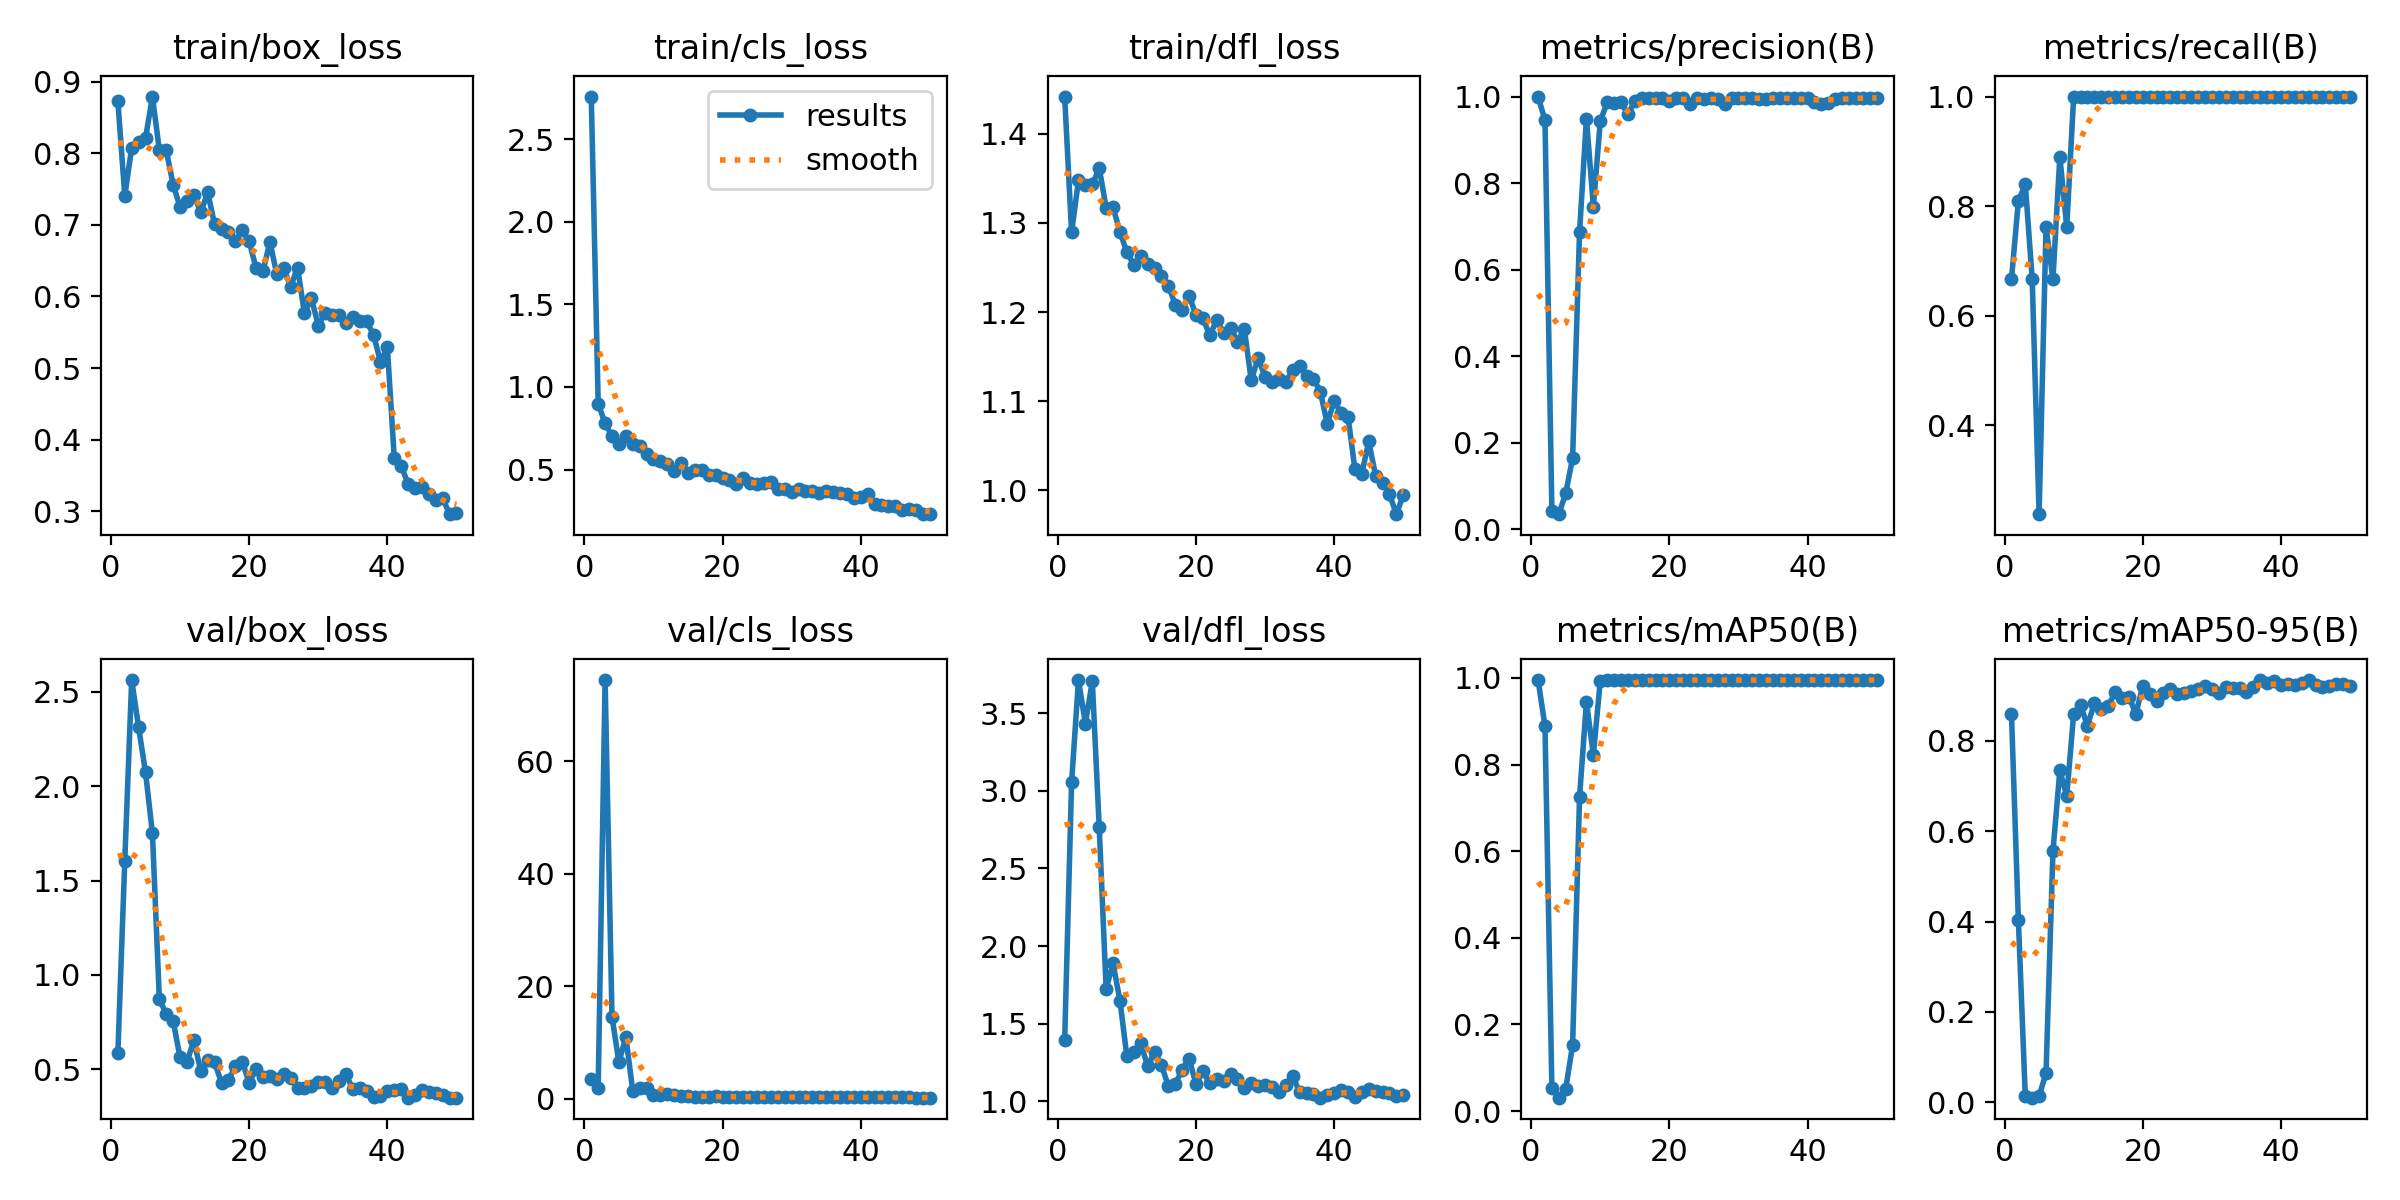 train/box_loss
train/cls_loss
train/dfl_loss
metrics/precision(B)
metrics/recall(B)
0.9
0.8
0.7
0.6
0.5
0.4
0.3
0 20 40
2.5
2.0
1.5
1.0
0.5
results
smooth
0 20 40
1.4
1.3
1.2
1.1
1.0
0 20 40
1.0
0.8
0.6
0.4
0.2
0.0
0 20 40
1.0
0.8
0.6
0.4
0 20 40
val/box_loss
val/cls_loss
val/dfl_loss
metrics/mAP50(B)
metrics/mAP50-95(B)
2.5
2.0
1.5
1.0
0.5
0 20 40
60
40
20
0
0 20 40
3.5
3.0
2.5
2.0
1.5
1.0
0 20 40
1.0
0.8
0.6
0.4
0.2
0.0
0 20 40
0.8
0.6
0.4
0.2
0.0
0 20 40